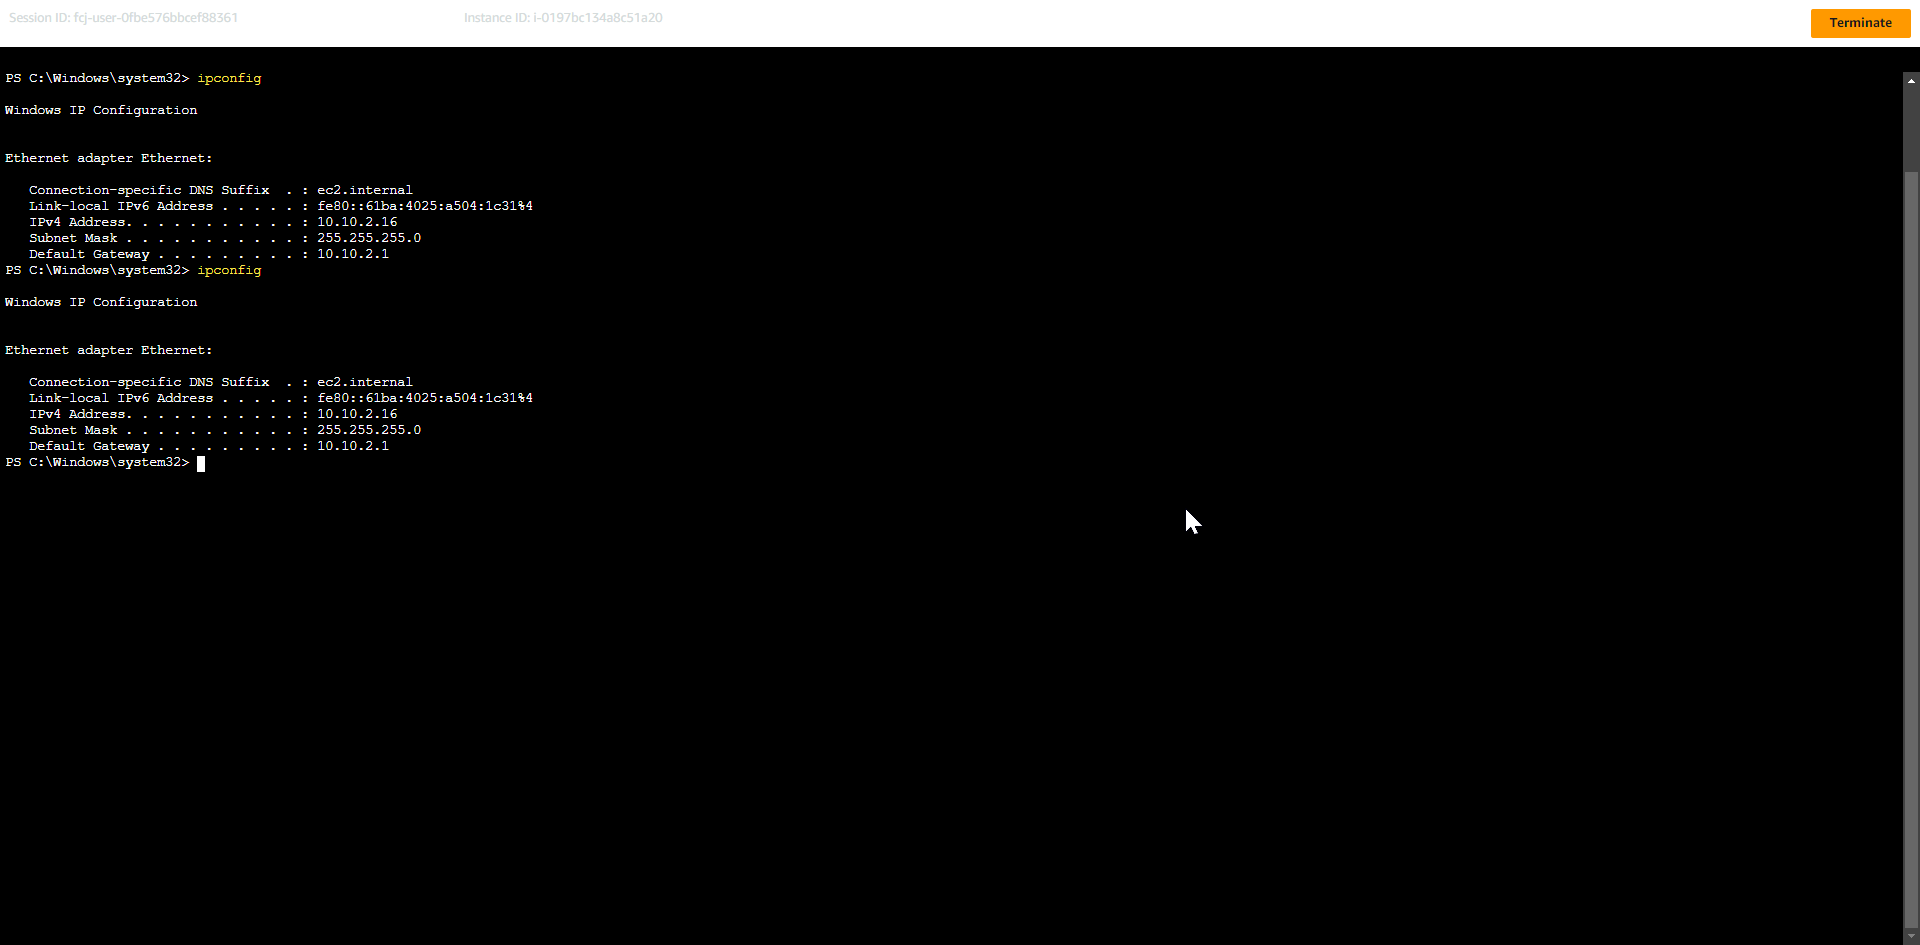 Session ID: fcj-user-0fbe576bbcef88361 Instance ID: i-0197bc134a8c51a20 Terminate
PS C:\Windows\system32> ipconfig
Windows IP Configuration
Ethernet adapter Ethernet:
Connection-specific DNS Suffix . : ec2.internal
Link-local IPv6 Address . . . . . : fe80::61ba:4025:a504:1c31%4
IPv4 Address. . . . . . . . . . . : 10.10.2.16
Subnet Mask . . . . . . . . . . . : 255.255.255.0
Default Gateway . . . . . . . . . : 10.10.2.1
PS C:\Windows\system32> ipconfig
Windows IP Configuration
Ethernet adapter Ethernet:
Connection-specific DNS Suffix . : ec2.internal
Link-local IPv6 Address . . . . . : fe80::61ba:4025:a504:1c31%4
IPv4 Address. . . . . . . . . . . : 10.10.2.16
Subnet Mask . . . . . . . . . . . : 255.255.255.0
Default Gateway . . . . . . . . . : 10.10.2.1
PS C:\Windows\system32>